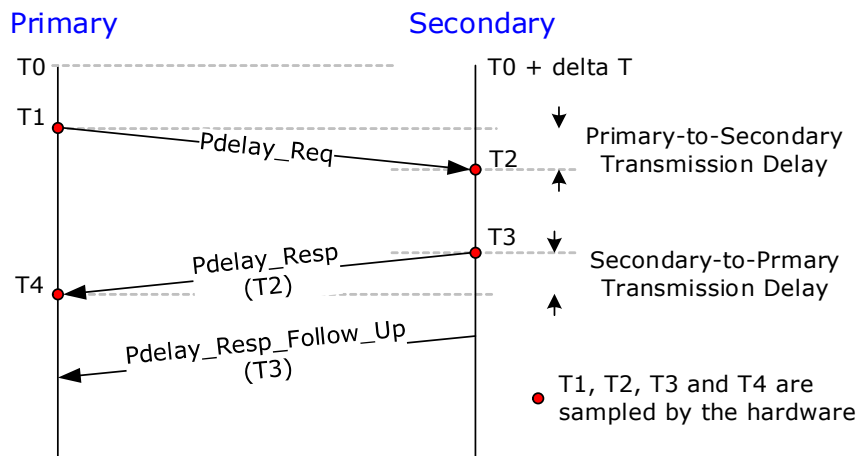 Primary
Secondary
T0
T0 + delta T
T1
Pdelay_Req
T2
Primary-to-Secondary
Transmission Delay
T3
Pdelay_Resp
(T2)
T4
Secondary-to-Prmary
Transmission Delay
Pdelay_Resp_Follow_Up
(T3)
T1, T2, T3 and T4 are
sampled by the hardware